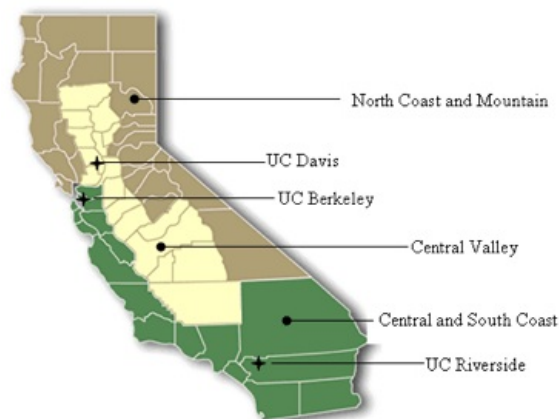 North Coast and Mountain
UC Davis
UC Berkeley
Central Valley
Central and South Coast
UC Riverside